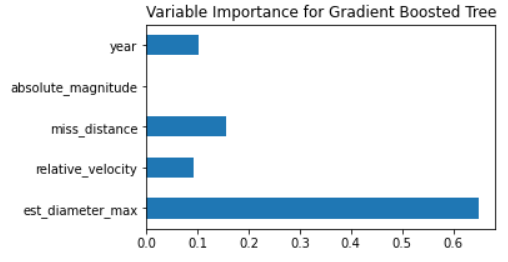 Variable Importance for Gradient Boosted Tree
year
absolute_magnitude
miss_distance
relative_velocity
est_diameter_max
0.0 0.1 0.2 0.3 0.4 0.5 0.6